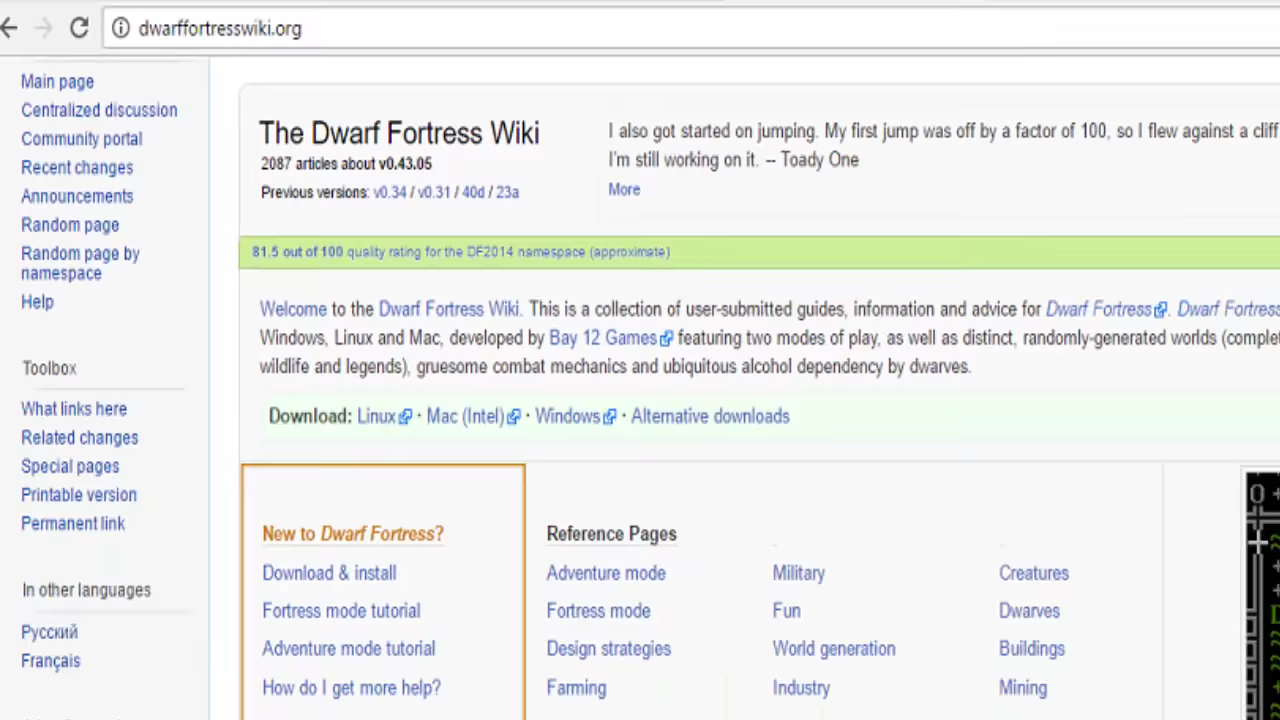 dwarffortresswiki.org
Main page
Centralized discussion
Community portal
Recent changes
Announcements
Random page
Random page by
namespace
Help
Toolbox
What links here
Related changes
Special pages
Printable version
Permanent link
In other languages
Русский
Français
The Dwarf Fortress Wiki
2087 articles about v0.43.05
Previous versions: v0.34 / v0.31 / 40d / 23a
I also got started on jumping. My first jump was off by a factor of 100, so I flew against a cliff
I'm still working on it. -- Toady One
More
81.5 out of 100 quality rating for the DF2014 namespace (approximate)
Welcome to the Dwarf Fortress Wiki. This is a collection of user-submitted guides, information and advice for Dwarf Fortress. Dwarf Fortress
Windows, Linux and Mac, developed by Bay 12 Games featuring two modes of play, as well as distinct, randomly-generated worlds (comple
wildlife and legends), gruesome combat mechanics and ubiquitous alcohol dependency by dwarves.
Download: Linux · Mac (Intel) · Windows · Alternative downloads
New to Dwarf Fortress?
Download & install
Fortress mode tutorial
Adventure mode tutorial
How do I get more help?
Reference Pages
Adventure mode
Fortress mode
Design strategies
Farming
Military
Fun
World generation
Industry
Creatures
Dwarves
Buildings
Mining